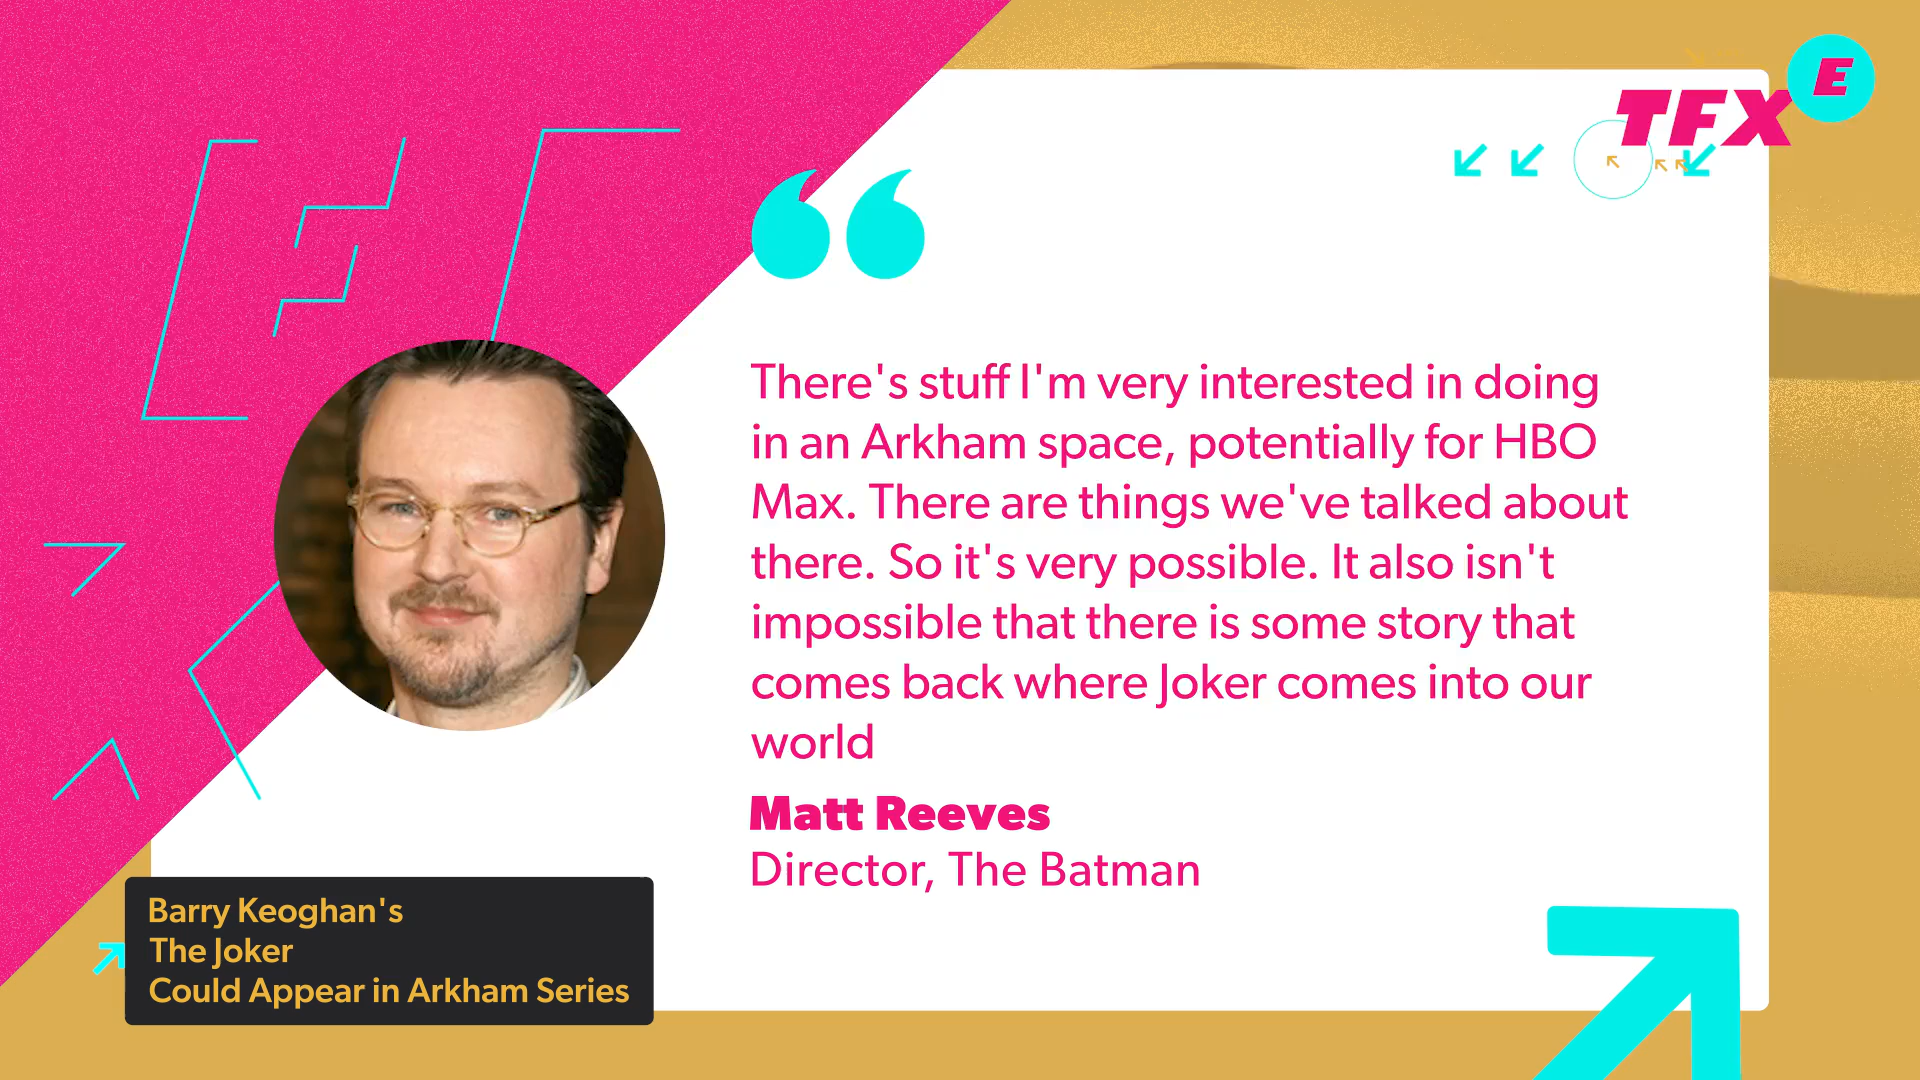 TFX E
There's stuff I'm very interested in doing
in an Arkham space, potentially for HBO
Max. There are things we've talked about
there. So it's very possible. It also isn't
impossible that there is some story that
comes back where Joker comes into our
world
Matt Reeves
Director, The Batman
Barry Keoghan's
The Joker
Could Appear in Arkham Series